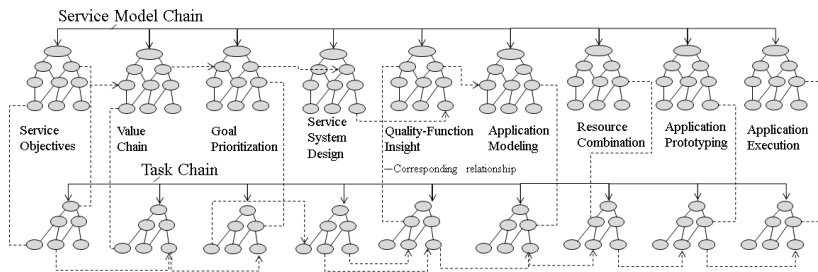 Service Model Chain
Service
Objectives
Value
Chain
Goal
Prioritization
Service
System
Design
Quality-Function
Insight
Application
Modeling
Resource
Combination
Application
Prototyping
Application
Execution
—Corresponding relationship
Task Chain